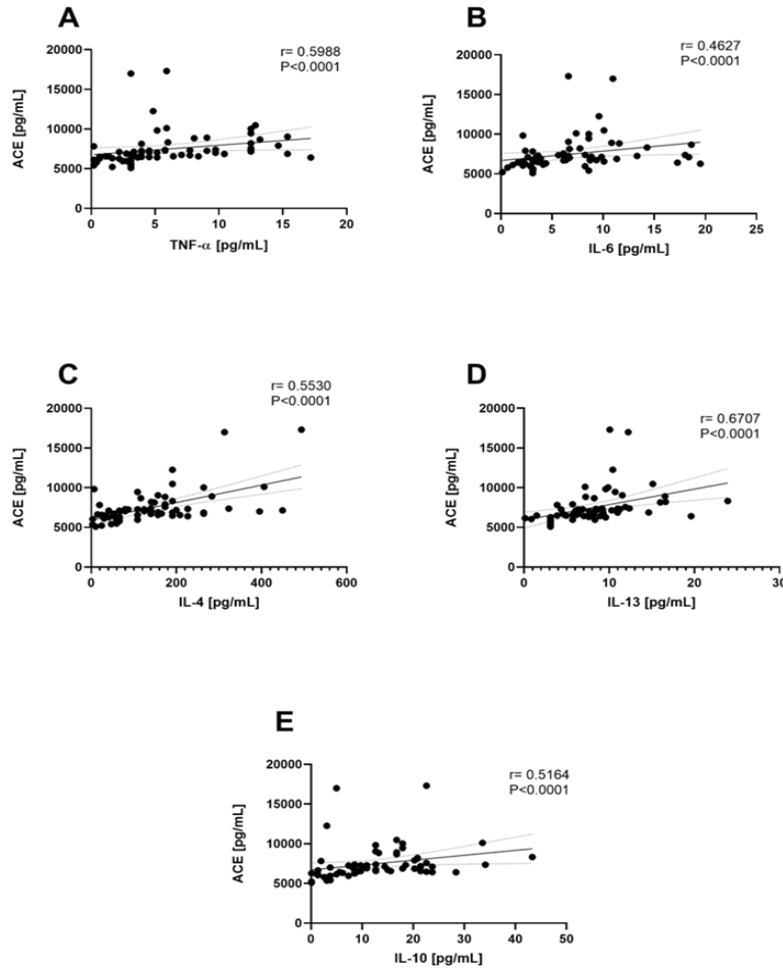 A
r= 0.5988
P<0.0001
20000
15000
10000
5000
0
ACE [pg/mL]
0 5 10 15 20
TNF-α [pg/mL]
B
r= 0.4627
P<0.0001
20000
15000
10000
5000
0
ACE [pg/mL]
0 5 10 15 20 25
IL-6 [pg/mL]
C
r= 0.5530
P<0.0001
20000
15000
10000
5000
0
ACE [pg/mL]
0 200 400 600
IL-4 [pg/mL]
D
r= 0.6707
P<0.0001
20000
15000
10000
5000
0
ACE [pg/mL]
0 10 20 30
IL-13 [pg/mL]
E
r= 0.5164
P<0.0001
20000
15000
10000
5000
0
ACE [pg/mL]
0 10 20 30 40 50
IL-10 [pg/mL]